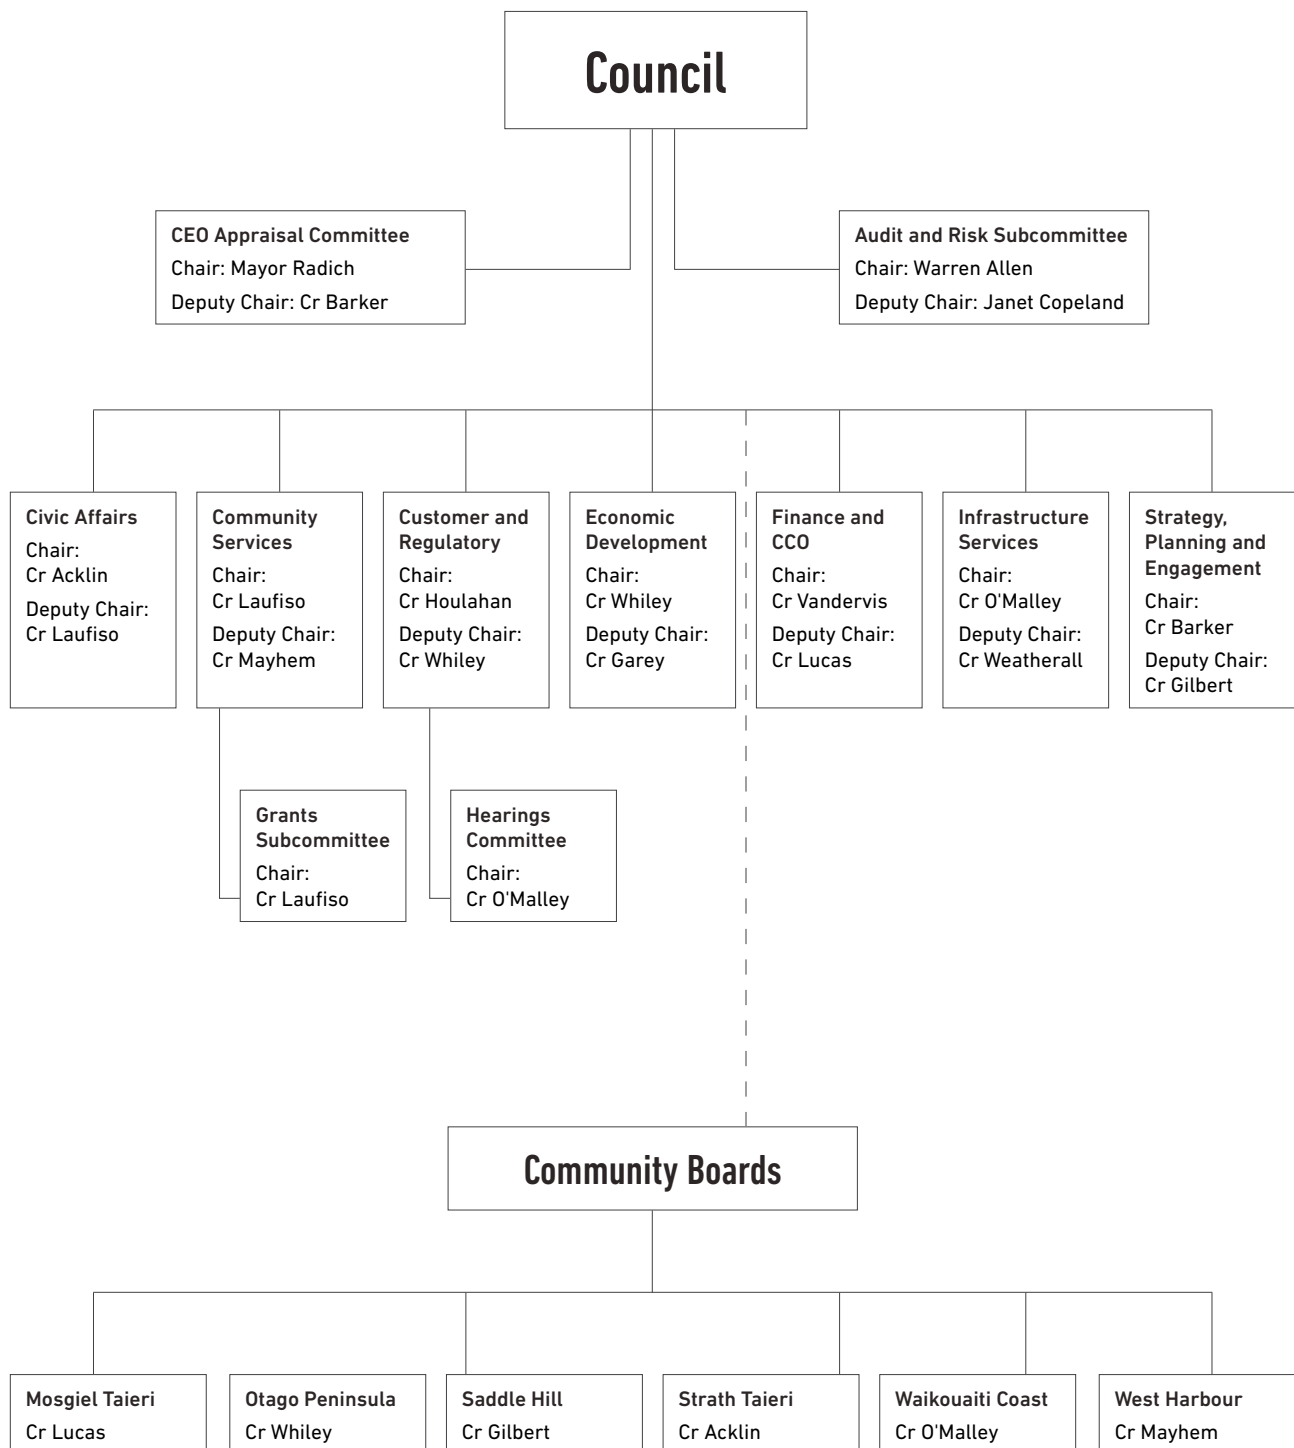 Council
CEO Appraisal Committee
Chair: Mayor Radich
Deputy Chair: Cr Barker
Audit and Risk Subcommittee
Chair: Warren Allen
Deputy Chair: Janet Copeland
Civic Affairs
Chair:
Cr Acklin
Deputy Chair:
Cr Laufiso
Community
Services
Chair:
Cr Laufiso
Deputy Chair:
Cr Mayhem
Customer and
Regulatory
Chair:
Cr Houlahan
Deputy Chair:
Cr Whiley
Economic
Development
Chair:
Cr Whiley
Deputy Chair:
Cr Garey
Finance and
CCO
Chair:
Cr Vandervis
Deputy Chair:
Cr Lucas
Infrastructure
Services
Chair:
Cr O'Malley
Deputy Chair:
Cr Weatherall
Strategy,
Planning and
Engagement
Chair:
Cr Barker
Deputy Chair:
Cr Gilbert
Grants
Subcommittee
Chair:
Cr Laufiso
Hearings
Committee
Chair:
Cr O'Malley
Community Boards
Mosgiel Taieri
Cr Lucas
Otago Peninsula
Cr Whiley
Saddle Hill
Cr Gilbert
Strath Taieri
Cr Acklin
Waikouaiti Coast
Cr O'Malley
West Harbour
Cr Mayhem